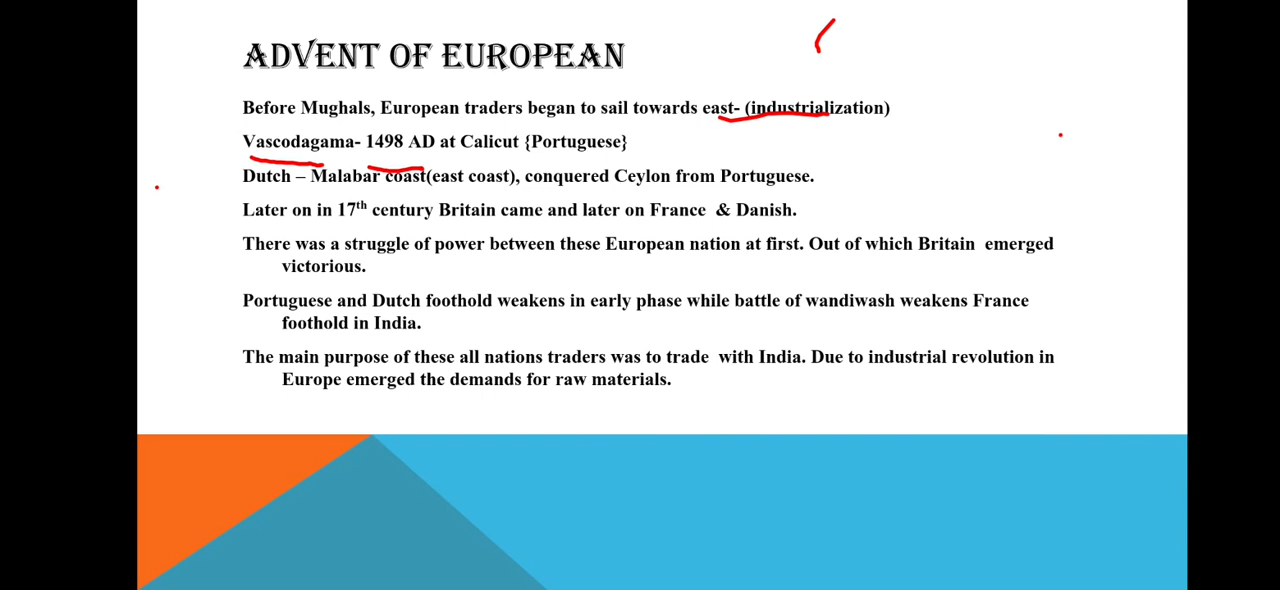 ADVENT OF EUROPEAN
Before Mughals, European traders began to sail towards east- (industrialization)
Vascodagama- 1498 AD at Calicut {Portuguese}
Dutch – Malabar coast(east coast), conquered Ceylon from Portuguese.
Later on in 17th century Britain came and later on France & Danish.
There was a struggle of power between these European nation at first. Out of which Britain emerged
victorious.
Portuguese and Dutch foothold weakens in early phase while battle of wandiwash weakens France
foothold in India.
The main purpose of these all nations traders was to trade with India. Due to industrial revolution in
Europe emerged the demands for raw materials.